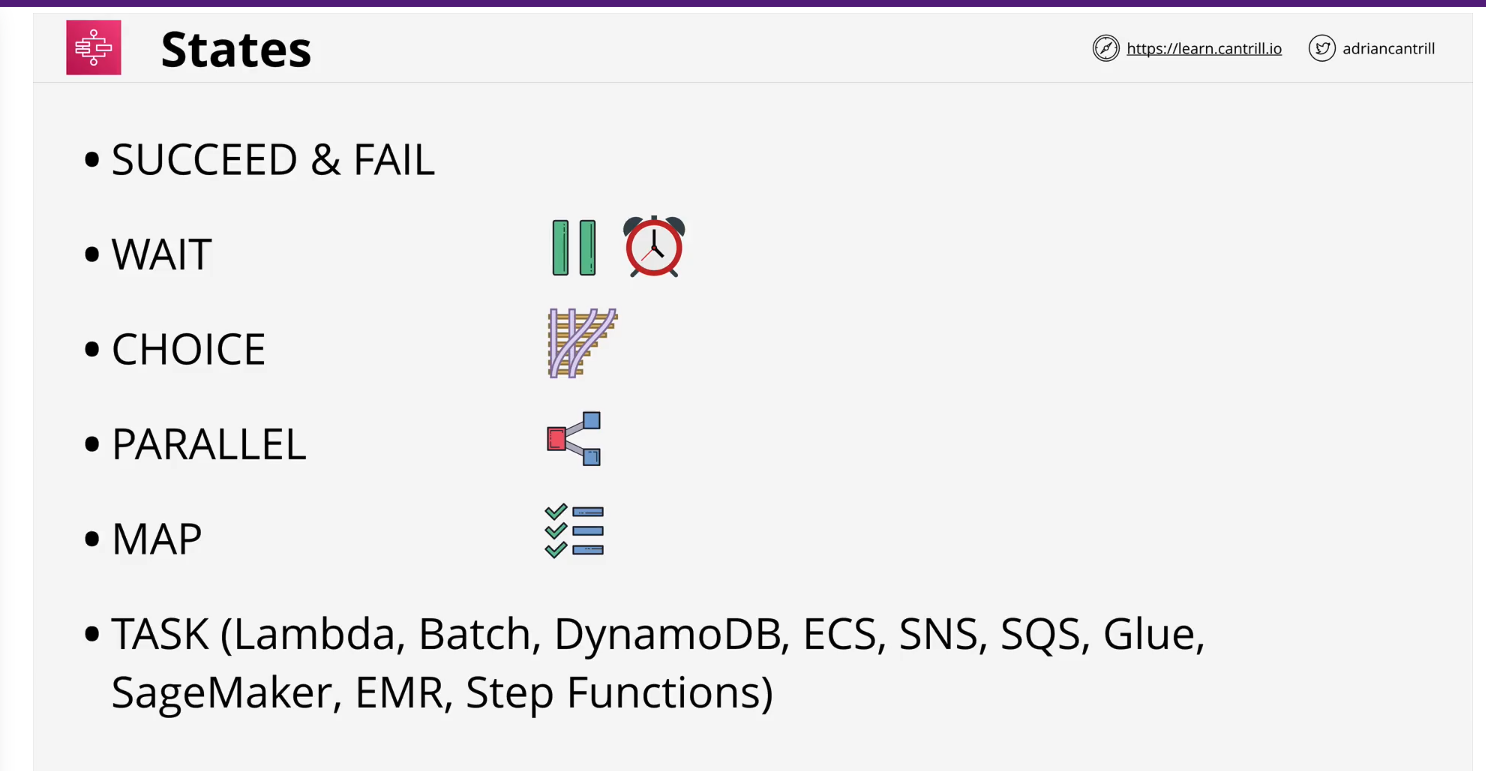 States
https://learn.cantrill.io
adriancantrill
• SUCCEED & FAIL
• WAIT
• CHOICE
• PARALLEL
• MAP
• TASK (Lambda, Batch, DynamoDB, ECS, SNS, SQS, Glue,
SageMaker, EMR, Step Functions)